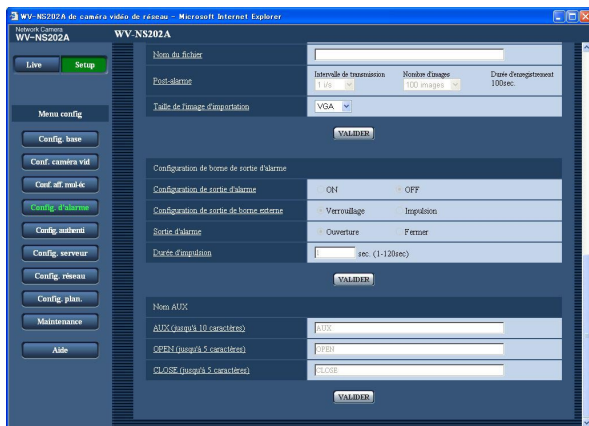 WV-NS202A de caméra vidéo de réseau - Microsoft Internet Explorer
Network Camera
WV-NS202A
WV-NS202A
Live
Setup
Menu config
Config. base
Conf. caméra vid
Conf. aff. mul-éc
Config. d'alarme
Config. authenti
Config. serveur
Config. réseau
Config. plan.
Maintenance
Aide
Nom du fichier
Post-alarme
Intervalle de transmission
Nombre d'images
Durée d'enregistrement
1 i/s
100 images
100sec.
Taille de l'image d'importation
VGA
VALIDER
Configuration de borne de sortie d'alarme
Configuration de sortie d'alarme
ON
OFF
Configuration de sortie de borne externe
Verrouillage
Impulsion
Sortie d'alarme
Ouverture
Fermer
Durée d'impulsion
1 sec. (1-120sec)
VALIDER
Nom AUX
AUX (jusqu'à 10 caractères)
AUX
OPEN (jusqu'à 5 caractères)
OPEN
CLOSE (jusqu'à 5 caractères)
CLOSE
VALIDER